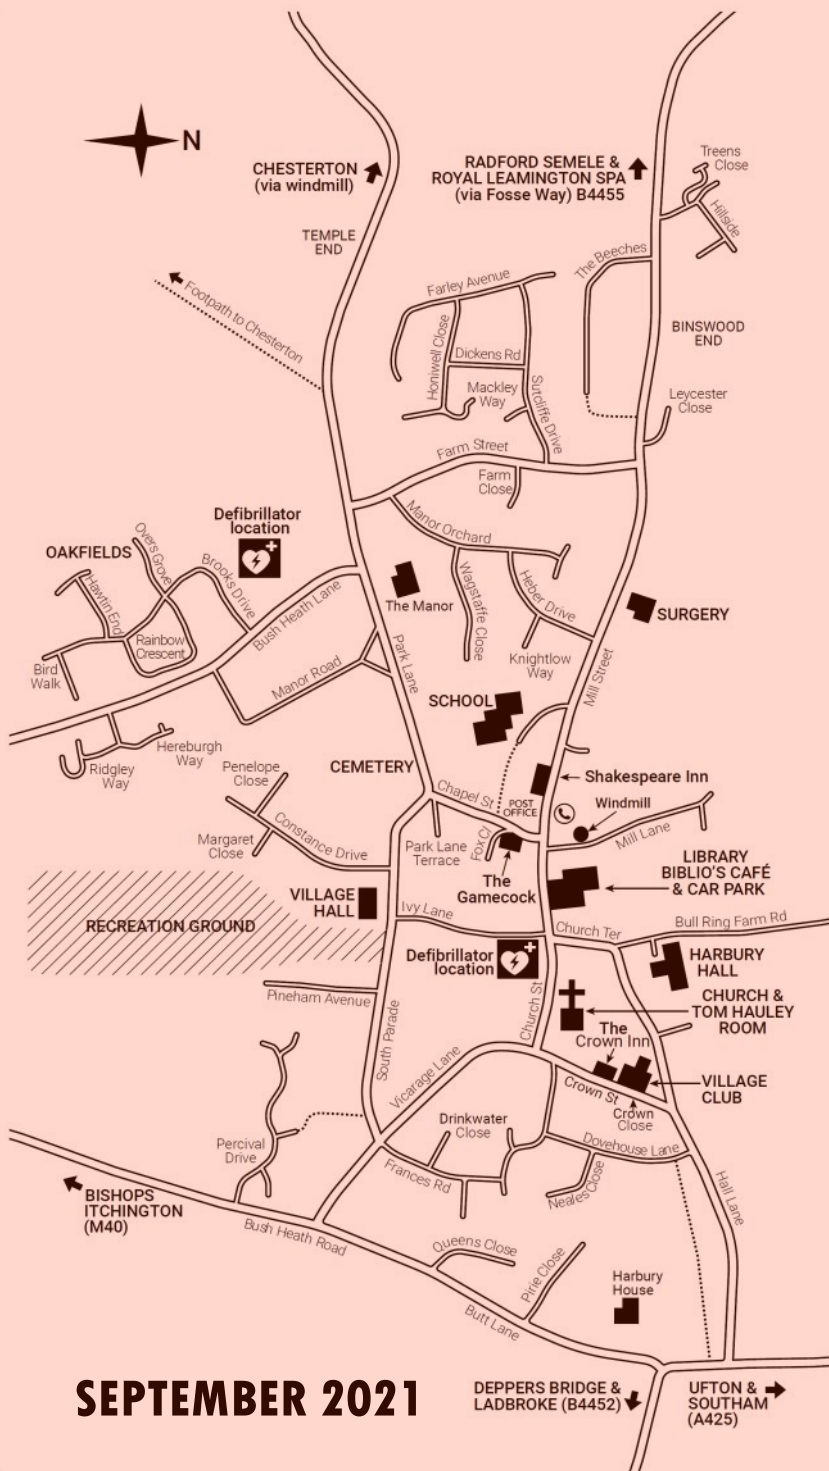 N
CHESTERTON
(via windmill)
RADFORD SEMELE &
ROYAL LEAMINGTON SPA
(via Fosse Way) B4455
Treens
Close
Hillside
TEMPLE
END
The Beeches
Footpath to Chesterton
Farley Avenue
BINSWOOD
END
Honiwell Close
Dickens Rd
Mackley
Way
Sutcliffe Drive
Leycester
Close
Farm Street
Farm
Close
Defibrillator
location
Manor Orchard
OAKFIELDS
Overs Grove
Brooks Drive
Hawtin End
Bush Heath Lane
The Manor
Wagstaffe Close
Heber Drive
SURGERY
Rainbow
Crescent
Bird
Walk
Manor Road
Park Lane
Knightlow
Way
Mill Street
SCHOOL
Hereburgh
Way
Ridgley
Way
Penelope
Close
CEMETERY
Shakespeare Inn
Chapel St
POST
OFFICE
Windmill
Margaret
Close
Constance Drive
Park Lane
Terrace
Fox Cl
Mill Lane
The
Gamecock
LIBRARY
BIBLIO'S CAFÉ
& CAR PARK
VILLAGE
HALL
Ivy Lane
RECREATION GROUND
Church Ter
Bull Ring Farm Rd
Defibrillator
location
HARBURY
HALL
Pineham Avenue
Church St
CHURCH &
TOM HAULEY
ROOM
The
Crown Inn
South Parade
Vicarage Lane
Crown St
VILLAGE
CLUB
Crown
Close
Drinkwater
Close
Percival
Drive
Dovehouse Lane
Frances Rd
Neales Close
Hall Lane
BISHOPS
ITCHINGTON
(M40)
Bush Heath Road
Queens Close
Pirie Close
Harbury
House
Butt Lane
SEPTEMBER 2021
DEPPERS BRIDGE &
LADBROKE (B4452)
UFTON &
SOUTHAM
(A425)